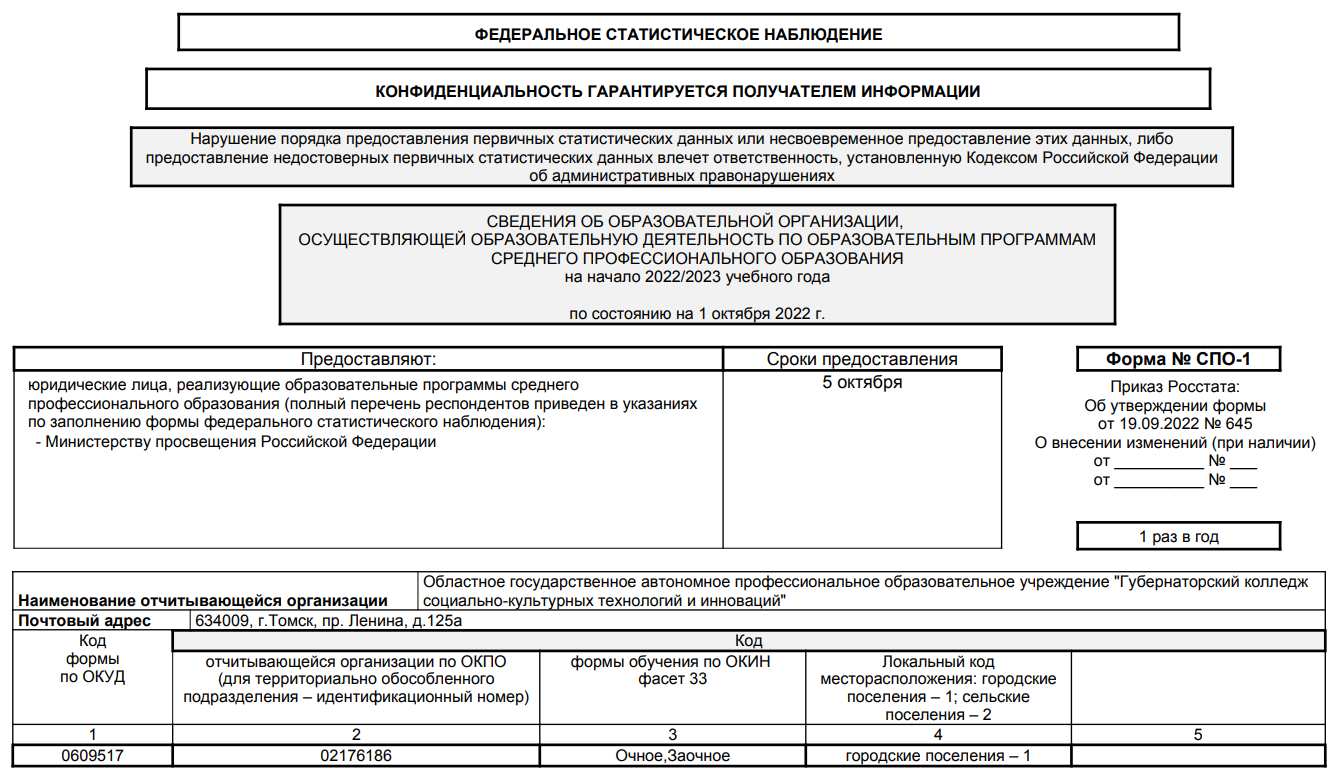 ФЕДЕРАЛЬНОЕ СТАТИСТИЧЕСКОЕ НАБЛЮДЕНИЕ
КОНФИДЕНЦИАЛЬНОСТЬ ГАРАНТИРУЕТСЯ ПОЛУЧАТЕЛЕМ ИНФОРМАЦИИ
Нарушение порядка предоставления первичных статистических данных или несвоевременное предоставление этих данных, либо
предоставление недостоверных первичных статистических данных влечет ответственность, установленную Кодексом Российской Федерации
об административных правонарушениях
СВЕДЕНИЯ ОБ ОБРАЗОВАТЕЛЬНОЙ ОРГАНИЗАЦИИ,
ОСУЩЕСТВЛЯЮЩЕЙ ОБРАЗОВАТЕЛЬНУЮ ДЕЯТЕЛЬНОСТЬ ПО ОБРАЗОВАТЕЛЬНЫМ ПРОГРАММАМ
СРЕДНЕГО ПРОФЕССИОНАЛЬНОГО ОБРАЗОВАНИЯ
на начало 2022/2023 учебного года
по состоянию на 1 октября 2022 г.
Предоставляют:
Сроки предоставления
юридические лица, реализующие образовательные программы среднего
профессионального образования (полный перечень респондентов приведен в указаниях
по заполнению формы федерального статистического наблюдения):
- Министерству просвещения Российской Федерации
5 октября
Форма № СПО-1
Приказ Росстата:
Об утверждении формы
от 19.09.2022 № 645
О внесении изменений (при наличии)
от __________ № ___
от __________ № ___
1 раз в год
Наименование отчитывающейся организации
Областное государственное автономное профессиональное образовательное учреждение "Губернаторский колледж
социально-культурных технологий и инноваций"
Почтовый адрес
634009, г.Томск, пр. Ленина, д.125а
Код
формы
по ОКУД
Код
отчитывающейся организации по ОКПО
(для территориально обособленного
подразделения – идентификационный номер)
формы обучения по ОКИН
фасет 33
Локальный код
месторасположения: городские
поселения – 1; сельские
поселения – 2
1 2 3 4 5
0609517 02176186 Очное,Заочное городские поселения – 1